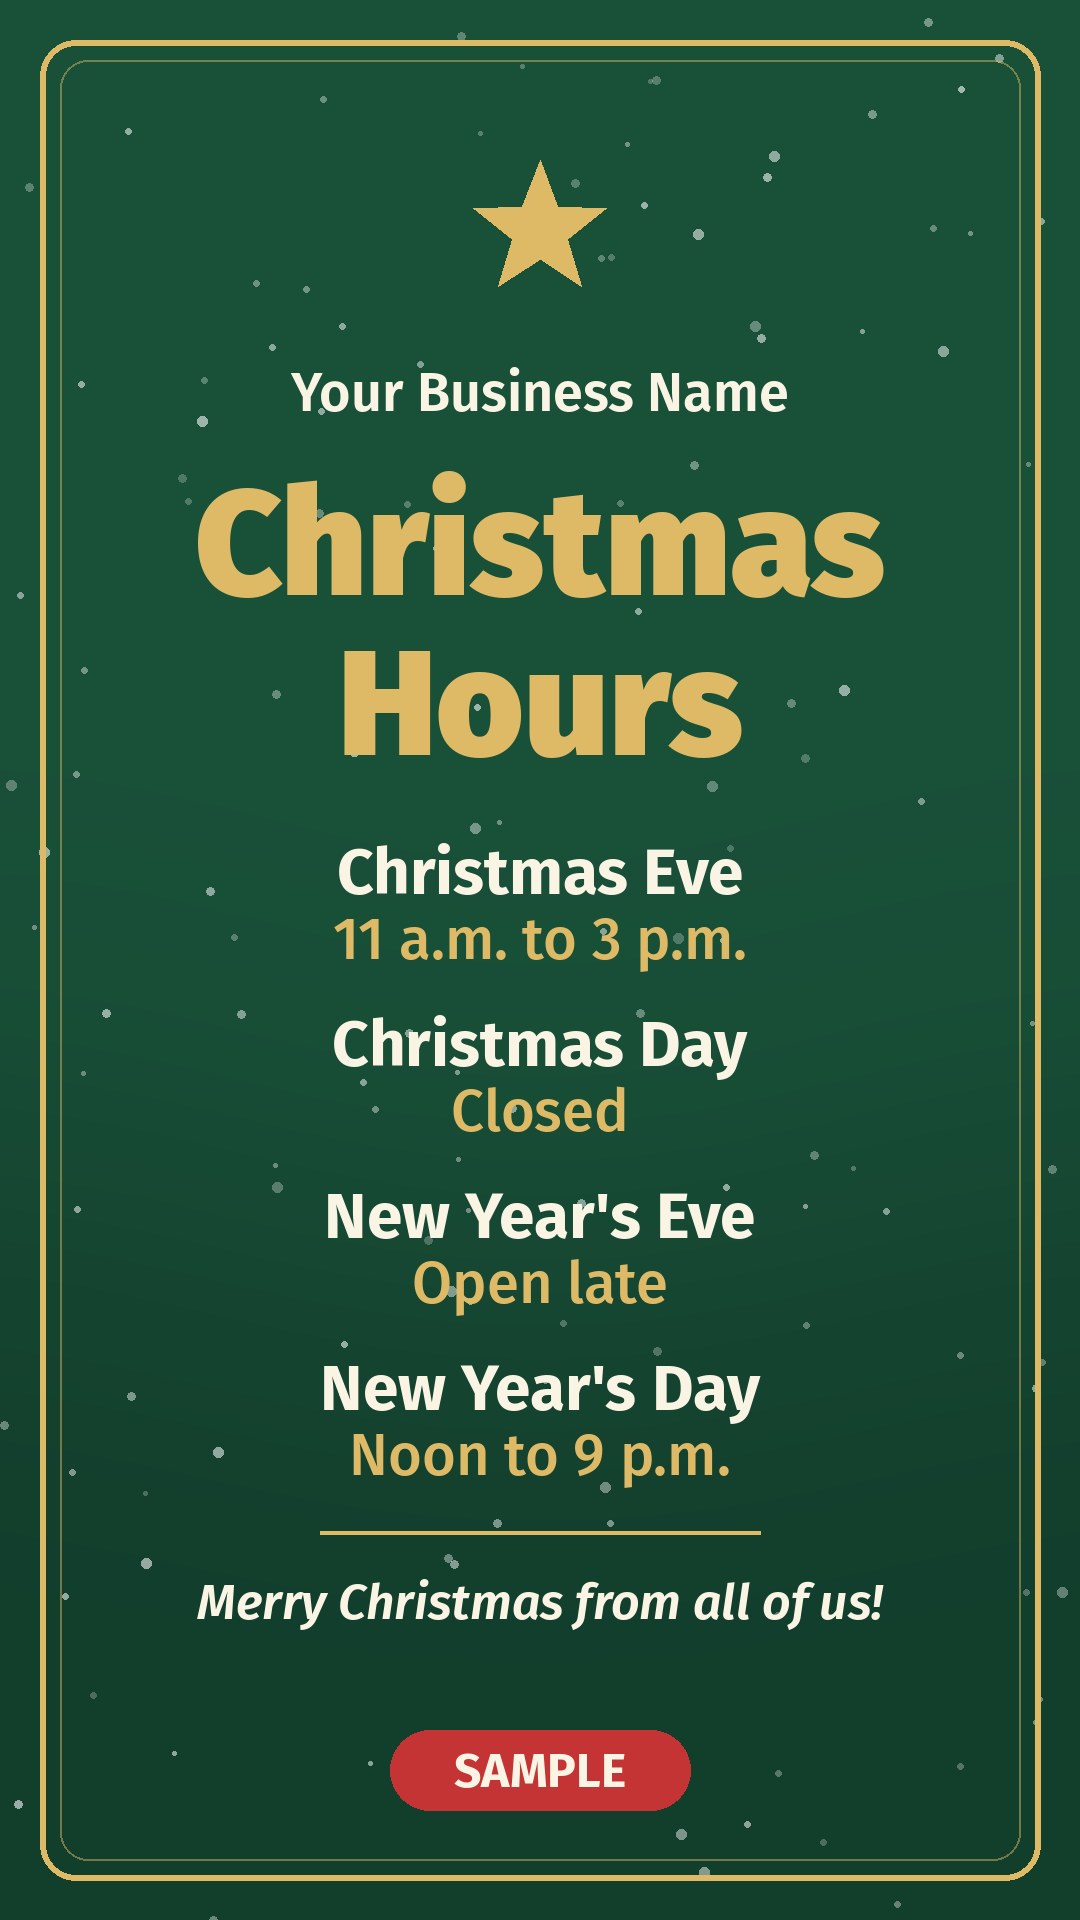 Your Business Name
Christmas
Hours
Christmas Eve
11 a.m. to 3 p.m.
Christmas Day
Closed
New Year's Eve
Open late
New Year's Day
Noon to 9 p.m.
Merry Christmas from all of us!
SAMPLE